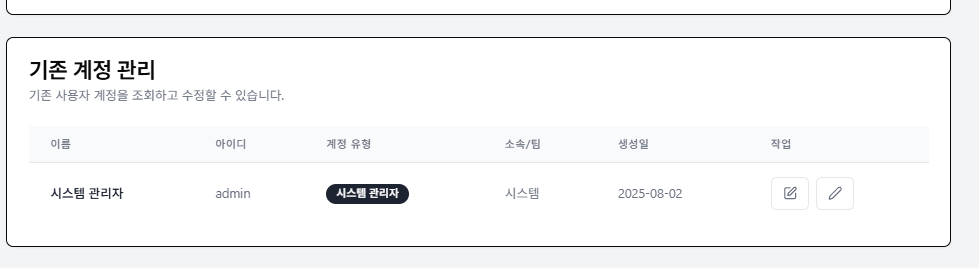 기존 계정 관리
기존 사용자 계정을 조회하고 수정할 수 있습니다.
이름 아이디 계정 유형 소속/팀 생성일 작업
시스템 관리자 admin 시스템 관리자 시스템 2025-08-02